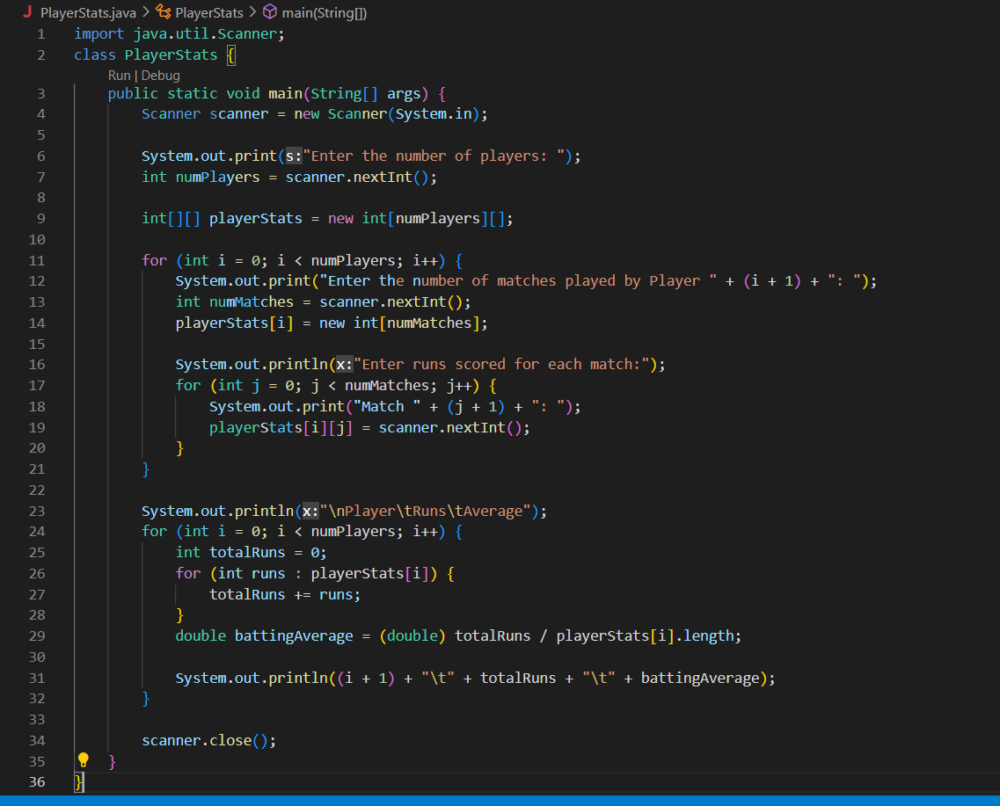 PlayerStats.java > PlayerStats > main(String[])
1 import java.util.Scanner;
2 class PlayerStats {
Run | Debug
3 public static void main(String[] args) {
4 Scanner scanner = new Scanner(System.in);
5
6 System.out.print(s:"Enter the number of players: ");
7 int numPlayers = scanner.nextInt();
8
9 int[][] playerStats = new int[numPlayers][];
10
11 for (int i = 0; i < numPlayers; i++) {
12 System.out.print("Enter the number of matches played by Player " + (i + 1) + ": ");
13 int numMatches = scanner.nextInt();
14 playerStats[i] = new int[numMatches];
15
16 System.out.println(x:"Enter runs scored for each match:");
17 for (int j = 0; j < numMatches; j++) {
18 System.out.print("Match " + (j + 1) + ": ");
19 playerStats[i][j] = scanner.nextInt();
20 }
21 }
22
23 System.out.println(x:"\nPlayer\tRuns\tAverage");
24 for (int i = 0; i < numPlayers; i++) {
25 int totalRuns = 0;
26 for (int runs : playerStats[i]) {
27 totalRuns += runs;
28 }
29 double battingAverage = (double) totalRuns / playerStats[i].length;
30
31 System.out.println((i + 1) + "\t" + totalRuns + "\t" + battingAverage);
32 }
33
34 scanner.close();
35 }
36 }